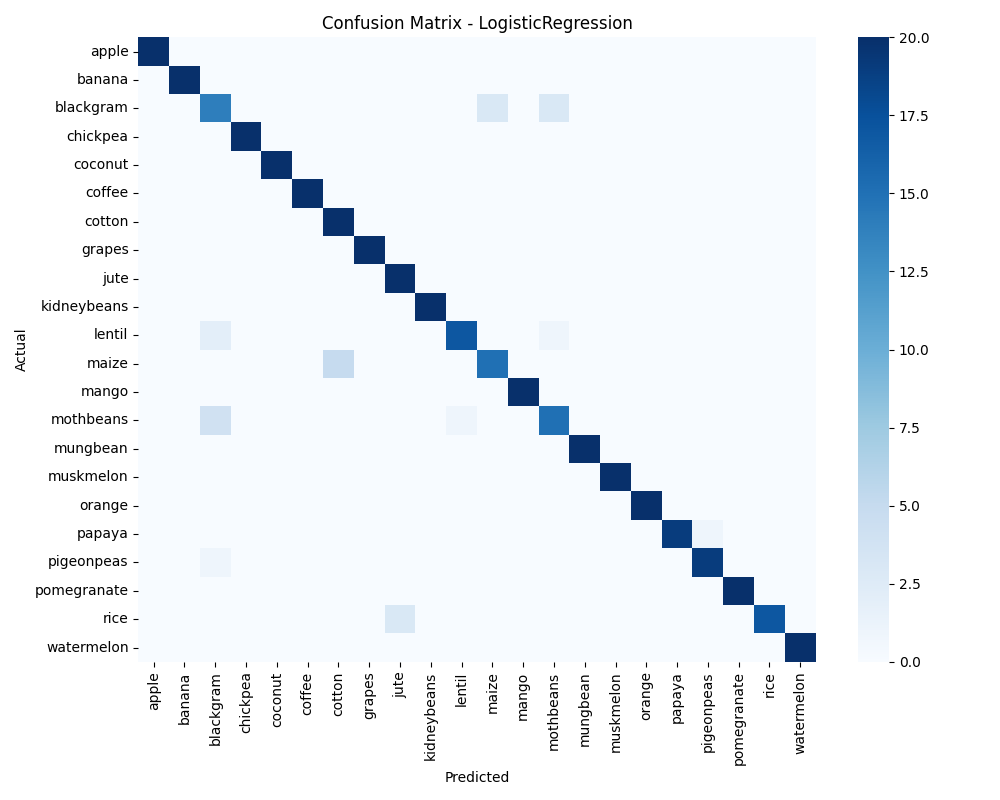 Confusion Matrix - LogisticRegression
Actual
apple
banana
blackgram
chickpea
coconut
coffee
cotton
grapes
jute
kidneybeans
lentil
maize
mango
mothbeans
mungbean
muskmelon
orange
papaya
pigeonpeas
pomegranate
rice
watermelon
apple
banana
blackgram
chickpea
coconut
coffee
cotton
grapes
jute
kidneybeans
lentil
maize
mango
mothbeans
mungbean
muskmelon
orange
papaya
pigeonpeas
pomegranate
rice
watermelon
Predicted
20.0
17.5
15.0
12.5
10.0
7.5
5.0
2.5
0.0